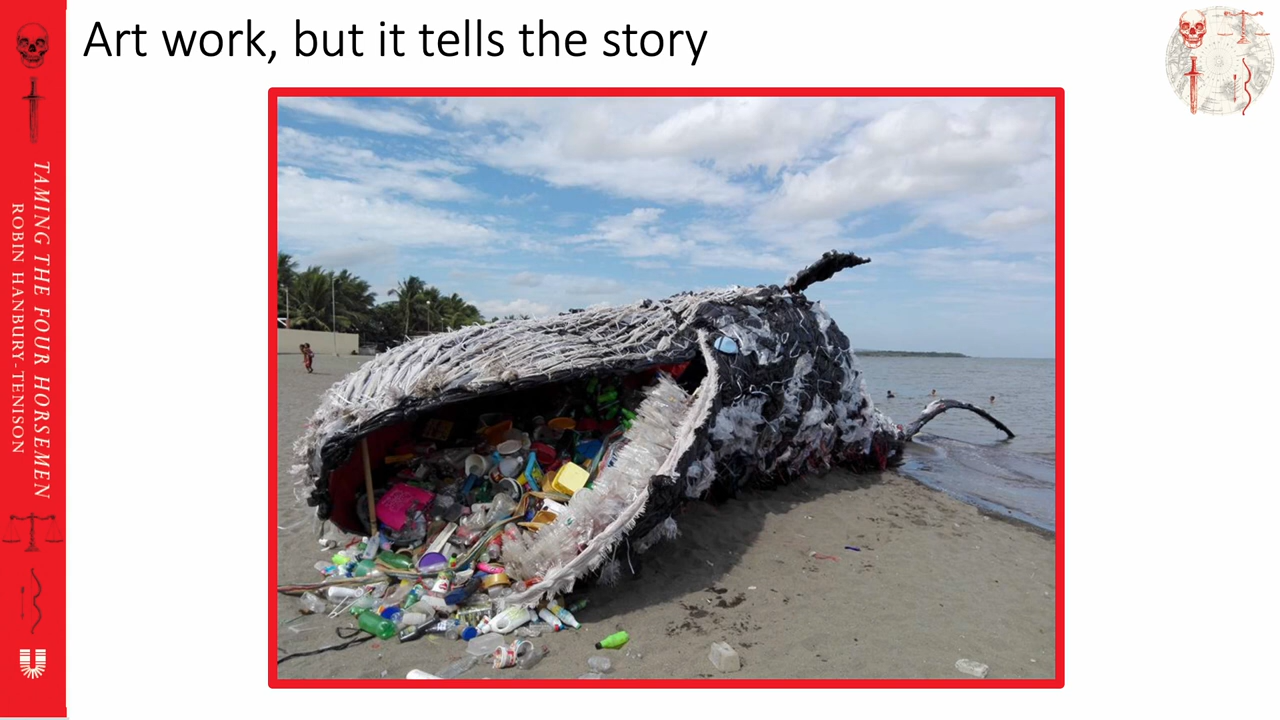 Art work, but it tells the story
TAMING THE FOUR HORSEMEN
ROBIN HANBURY-TENISON